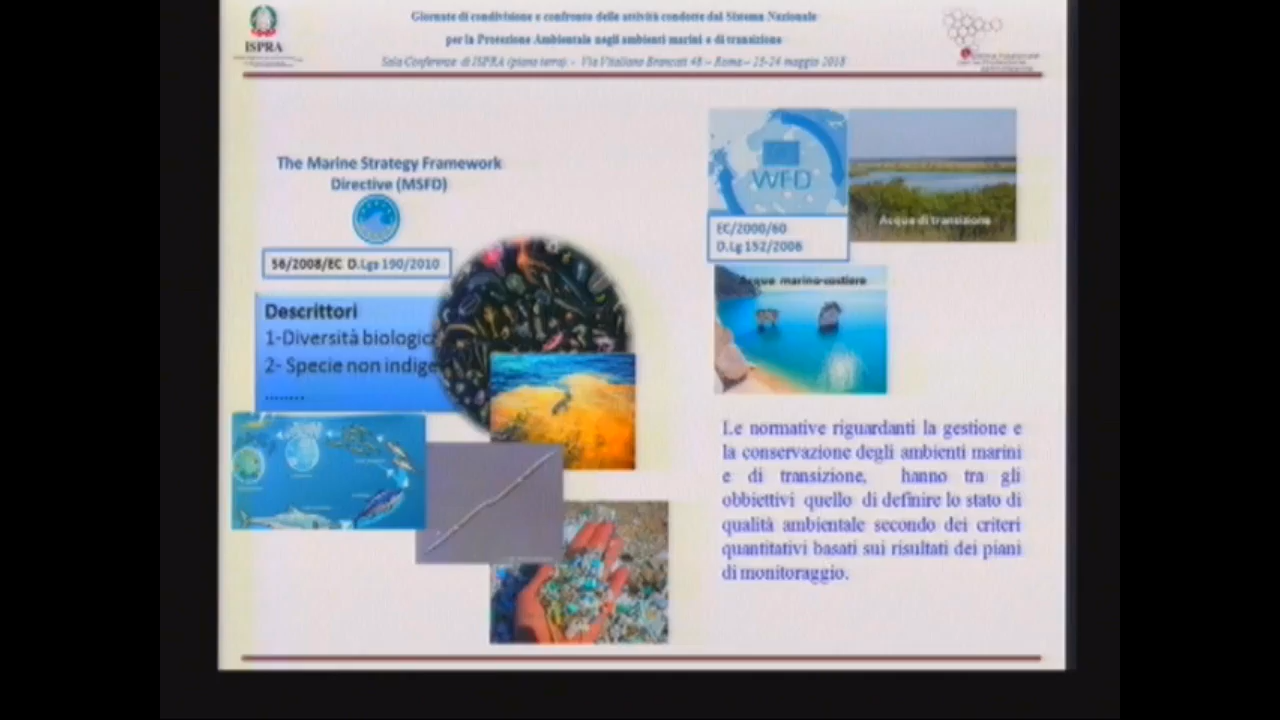 Giornate di condivisione e confronto delle attività condotte dal Sistema Nazionale
per la Protezione Ambientale negli ambienti marini e di transizione
Sala Conferenze di ISPRA (piano terra) - Via Vitaliano Brancati 48 – Roma – 23-24 maggio 2018
ISPRA
The Marine Strategy Framework
Directive (MSFD)
56/2008/EC D.Lgs 190/2010
Descrittori
1-Diversità biologic
2- Specie non indige
........
WFD
EC/2000/60
D.Lg 152/2006
Acque di transizione
Acque marino-costiere
Le normative riguardanti la gestione e
la conservazione degli ambienti marini
e di transizione, hanno tra gli
obbiettivi quello di definire lo stato di
qualità ambientale secondo dei criteri
quantitativi basati sui risultati dei piani
di monitoraggio.